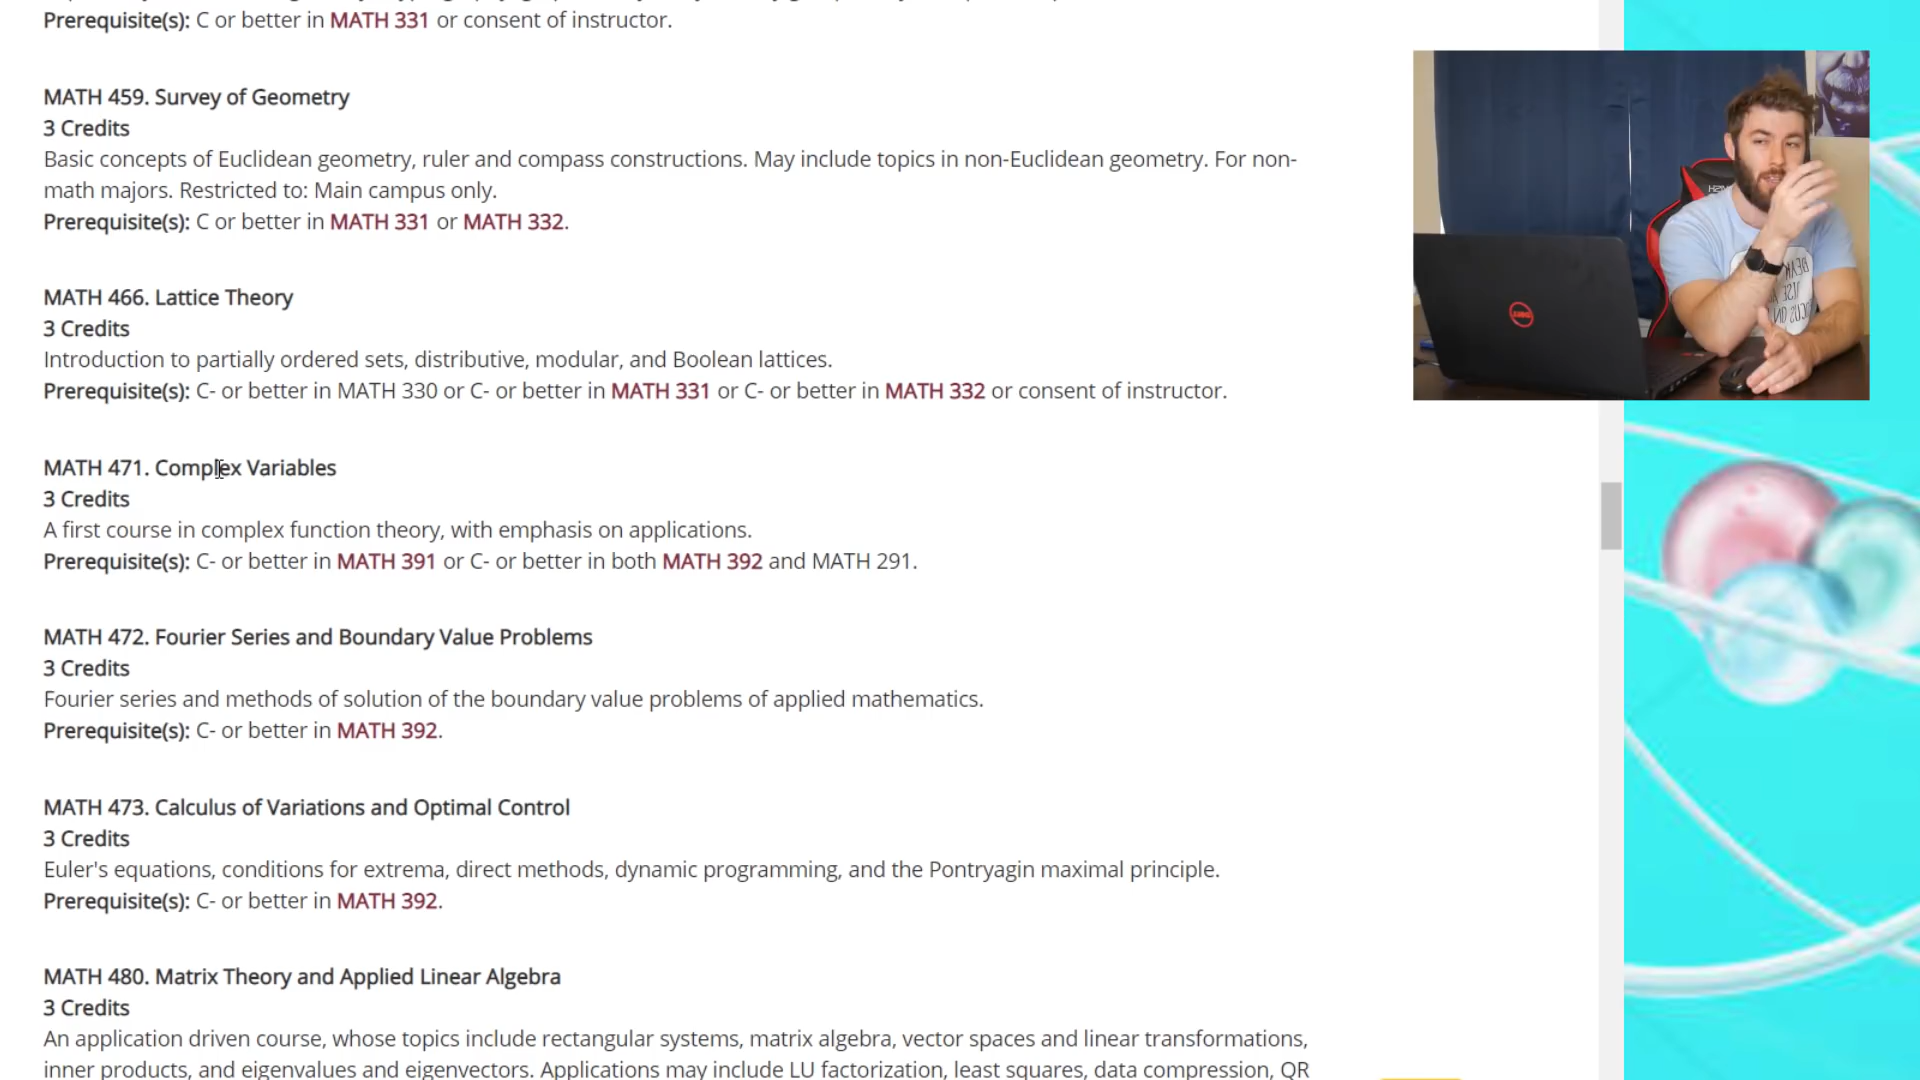 Prerequisite(s): C or better in MATH 331 or consent of instructor.
MATH 459. Survey of Geometry
3 Credits
Basic concepts of Euclidean geometry, ruler and compass constructions. May include topics in non-Euclidean geometry. For non-
math majors. Restricted to: Main campus only.
Prerequisite(s): C or better in MATH 331 or MATH 332.
MATH 466. Lattice Theory
3 Credits
Introduction to partially ordered sets, distributive, modular, and Boolean lattices.
Prerequisite(s): C- or better in MATH 330 or C- or better in MATH 331 or C- or better in MATH 332 or consent of instructor.
MATH 471. Complex Variables
3 Credits
A first course in complex function theory, with emphasis on applications.
Prerequisite(s): C- or better in MATH 391 or C- or better in both MATH 392 and MATH 291.
MATH 472. Fourier Series and Boundary Value Problems
3 Credits
Fourier series and methods of solution of the boundary value problems of applied mathematics.
Prerequisite(s): C- or better in MATH 392.
MATH 473. Calculus of Variations and Optimal Control
3 Credits
Euler's equations, conditions for extrema, direct methods, dynamic programming, and the Pontryagin maximal principle.
Prerequisite(s): C- or better in MATH 392.
MATH 480. Matrix Theory and Applied Linear Algebra
3 Credits
An application driven course, whose topics include rectangular systems, matrix algebra, vector spaces and linear transformations,
inner products, and eigenvalues and eigenvectors. Applications may include LU factorization, least squares, data compression, QR
DELL